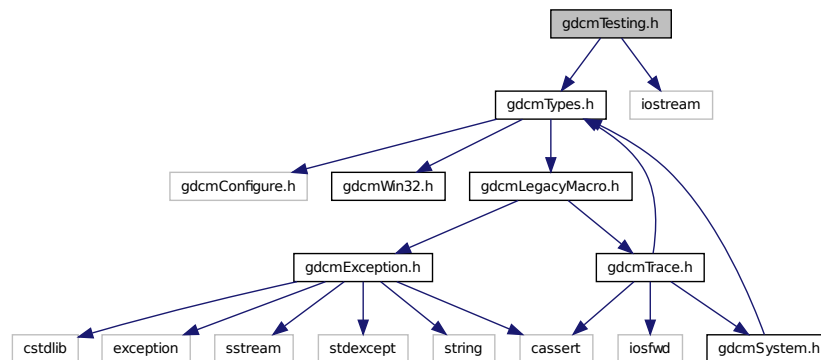 gdcmTesting.h
gdcmTypes.h
iostream
gdcmConfigure.h
gdcmWin32.h
gdcmLegacyMacro.h
gdcmException.h
gdcmTrace.h
cstdlib
exception
sstream
stdexcept
string
cassert
iosfwd
gdcmSystem.h